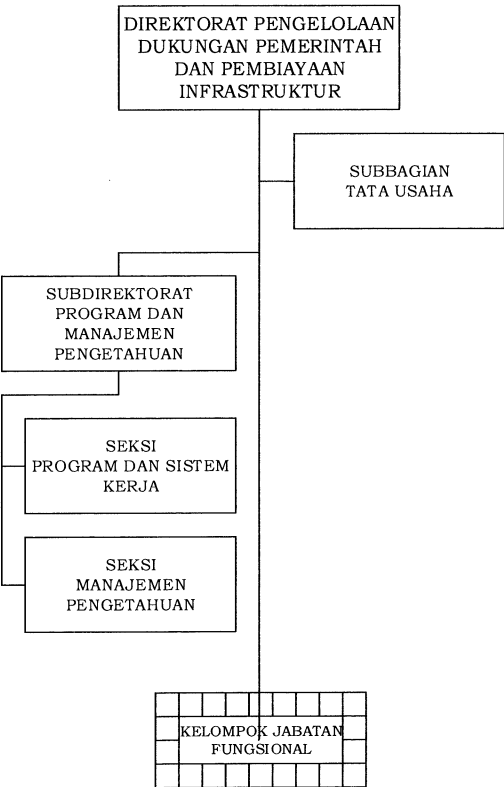 DIREKTORAT PENGELOLAAN
DUKUNGAN PEMERINTAH
DAN PEMBIAYAAN
INFRASTRUKTUR
SUBBAGIAN
TATA USAHA
SUBDIREKTORAT
PROGRAM DAN
MANAJEMEN
PENGETAHUAN
SEKSI
PROGRAM DAN SISTEM
KERJA
SEKSI
MANAJEMEN
PENGETAHUAN
KELOMPOK JABATAN
FUNGSIONAL